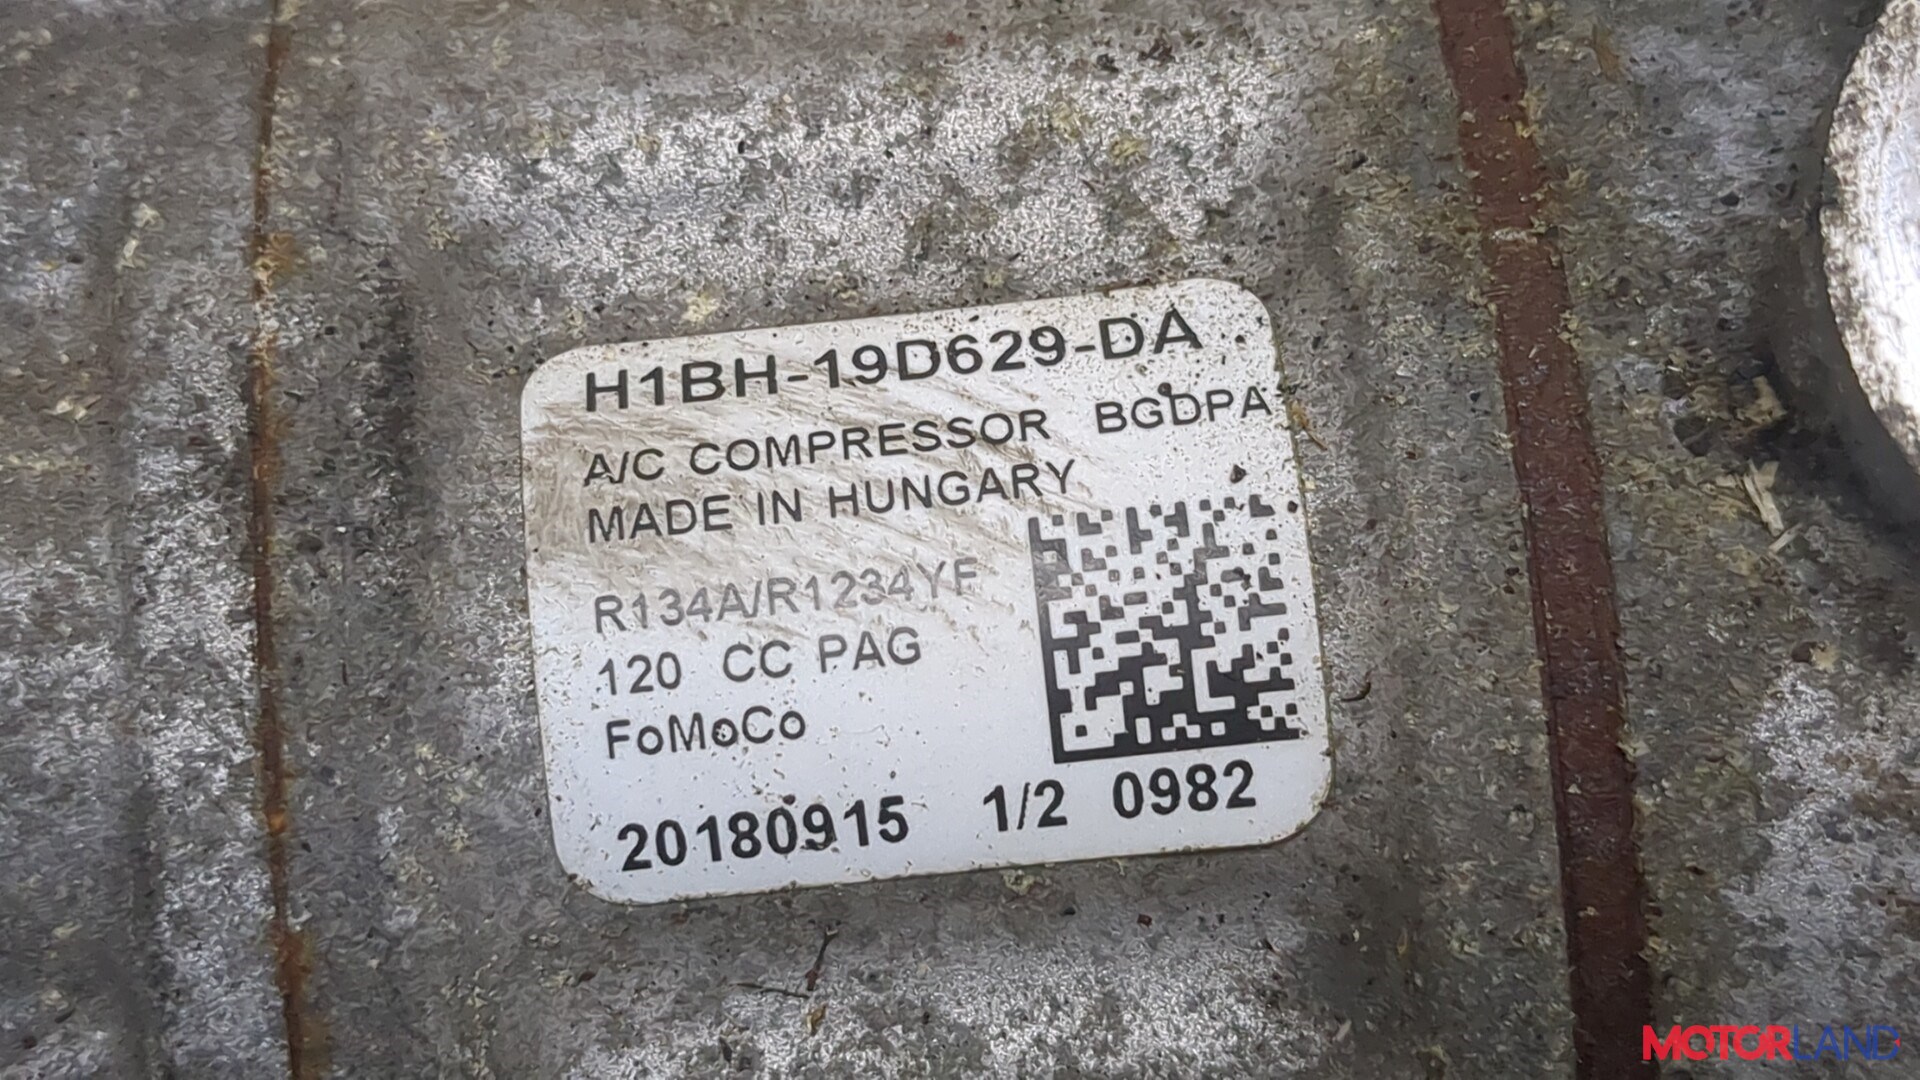 H1BH-19D629-DA
A/C COMPRESSOR BGDPA
MADE IN HUNGARY
R134A/R1234YF
120 CC PAG
FoMoCo
20180915 1/2 0982
MOTORLAND